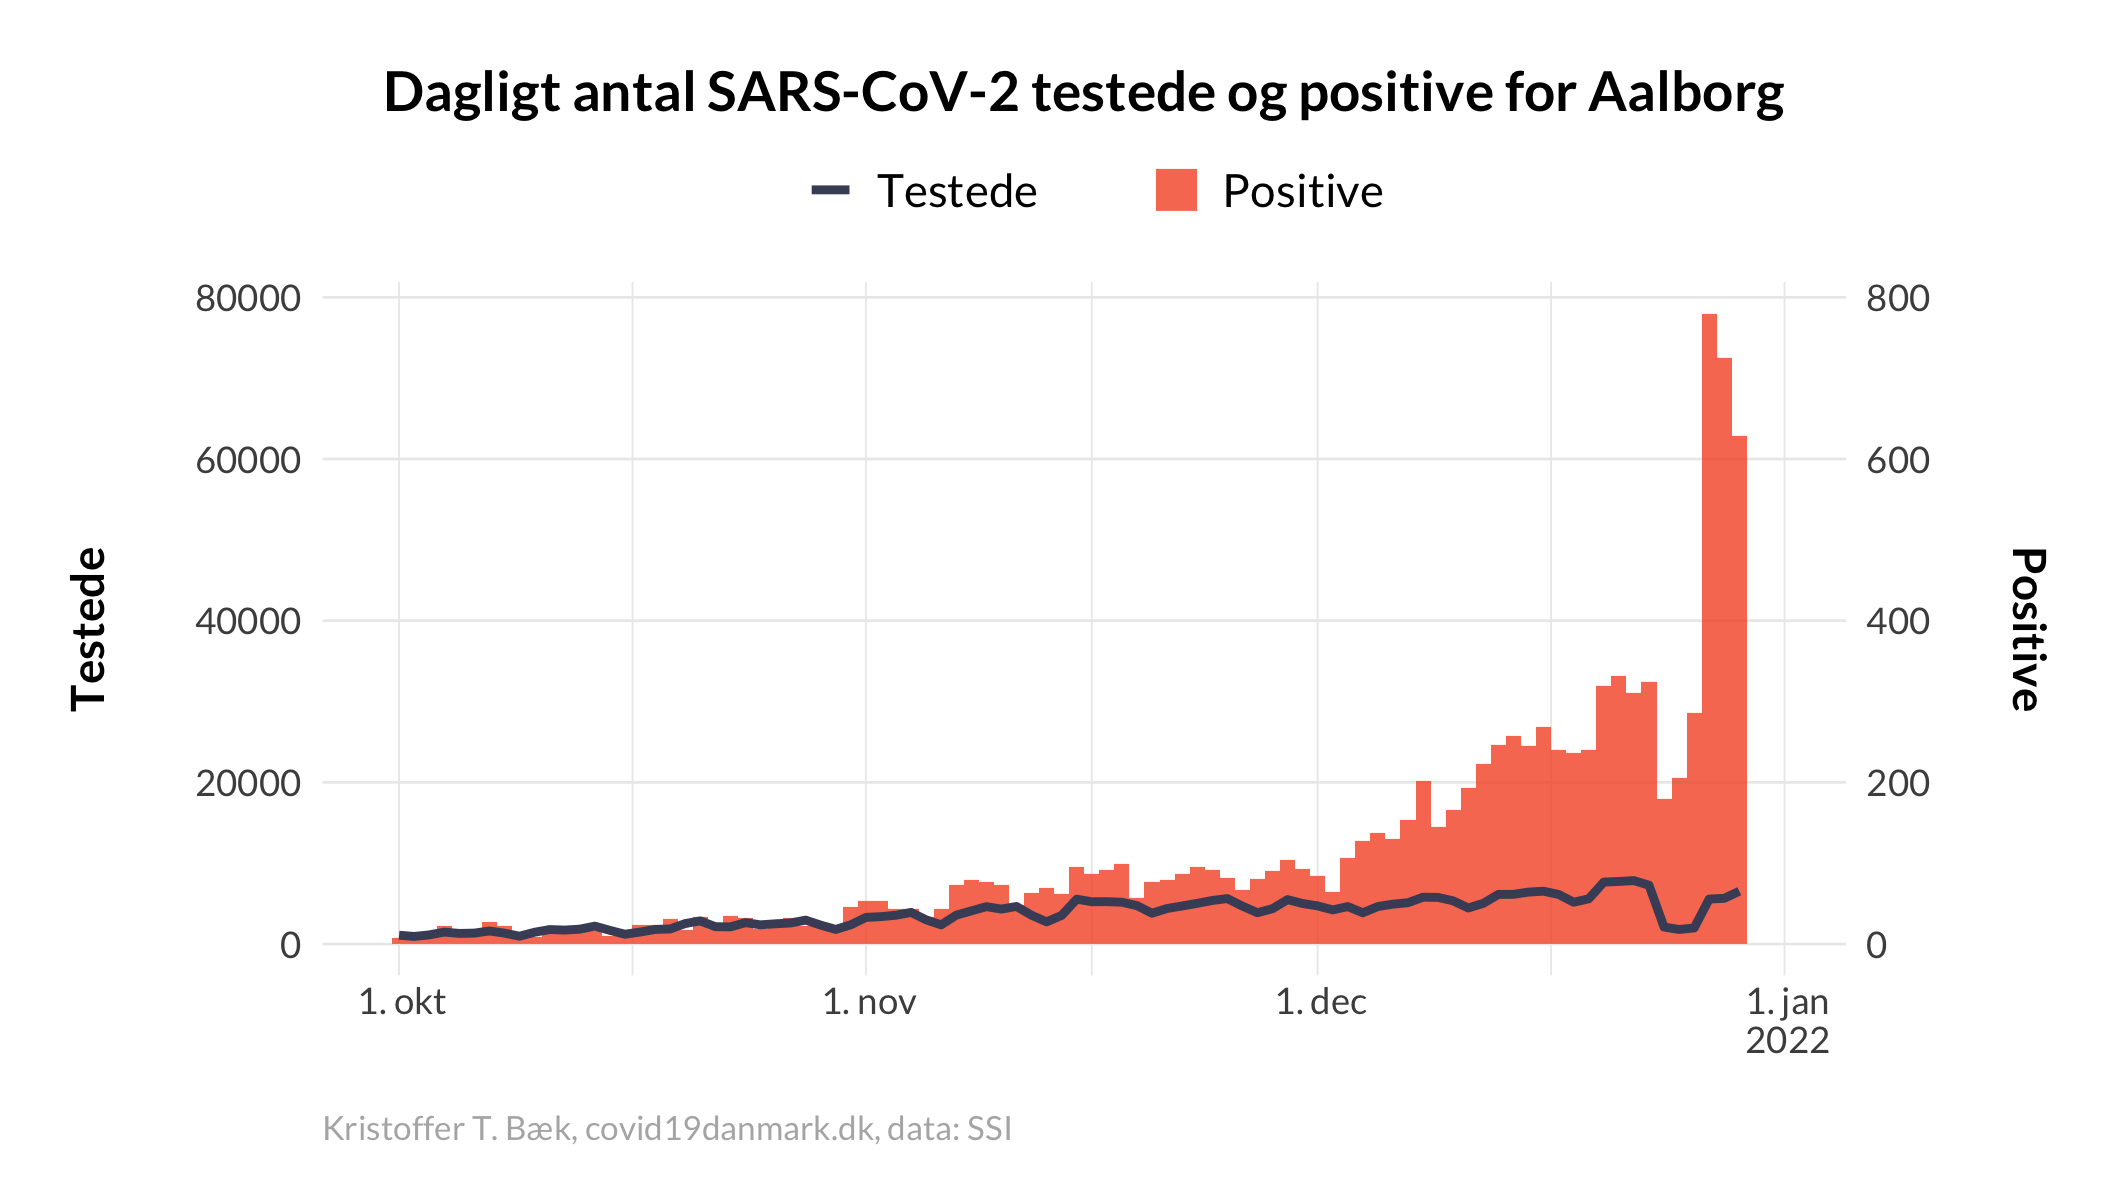 Dagligt antal SARS-CoV-2 testede og positive for Aalborg
Testede
Positive
80000
60000
40000
20000
0
Testede
800
600
400
200
0
Positive
1. okt
1. nov
1. dec
1. jan
2022
Kristoffer T. Bæk, covid19danmark.dk, data: SSI